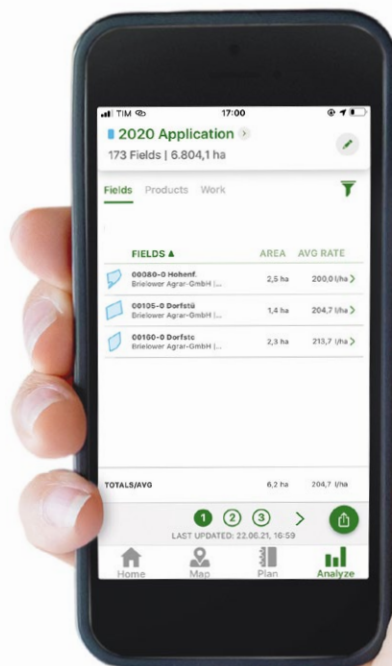 TIM 17:00
2020 Application
173 Fields | 6.804,1 ha
Fields Products Work
FIELDS ▲ AREA AVG RATE
00080-0 Hohenf. 2,5 ha 200,0 l/ha
Brielower Agrar-GmbH |...
00105-0 Dorfstü 1,4 ha 204,7 l/ha
Brielower Agrar-GmbH |...
00160-0 Dorfstc 2,3 ha 213,7 l/ha
Brielower Agrar-GmbH |...
TOTALS/AVG 6,2 ha 204,7 l/ha
1 2 3 >
LAST UPDATED: 22.06.21, 16:59
Home Map Plan Analyze